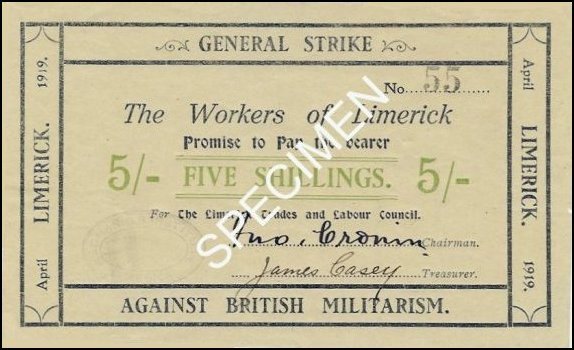 GENERAL STRIKE
No. 55
The Workers of Limerick
Promise to Pay the bearer
5/- FIVE SHILLINGS. 5/-
For The Limerick Trades and Labour Council.
Jno. Cronin Chairman.
James Casey Treasurer.
AGAINST BRITISH MILITARISM.
April LIMERICK. 1919.
April LIMERICK. 1919.
SPECIMEN